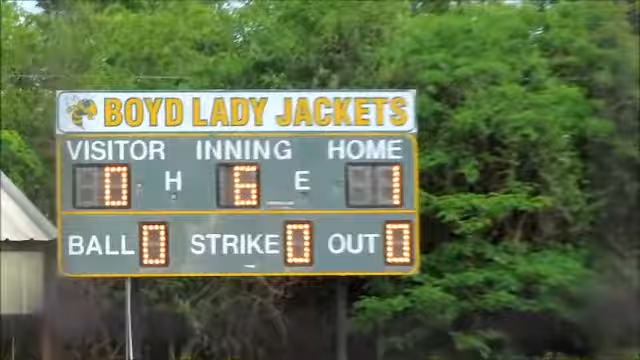 BOYD LADY JACKETS
VISITOR INNING HOME
0 H 6 E 1
BALL 0 STRIKE 0 OUT 0